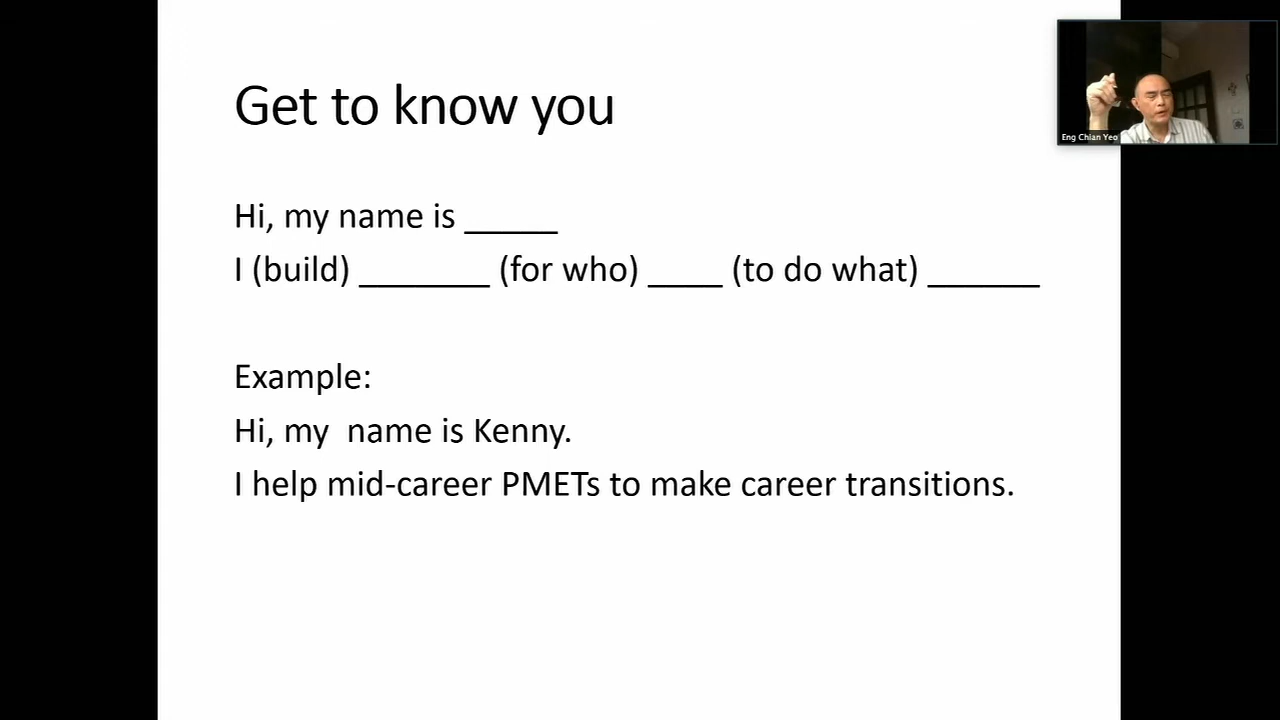 Get to know you
Hi, my name is _____
I (build) _______ (for who) ____ (to do what) ______
Example:
Hi, my  name is Kenny.
I help mid-career PMETs to make career transitions.
Eng Chian Yeo